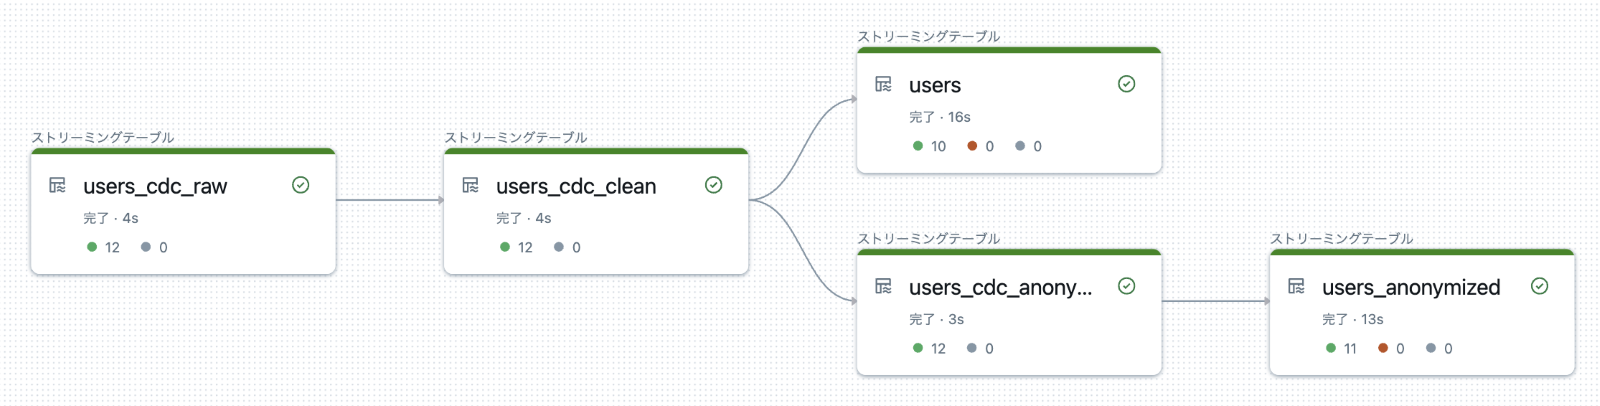 ストリーミングテーブル
users_cdc_raw
完了 · 4s
12 0
ストリーミングテーブル
users_cdc_clean
完了 · 4s
12 0
ストリーミングテーブル
users
完了 · 16s
10 0 0
ストリーミングテーブル
users_cdc_anony...
完了 · 3s
12 0
ストリーミングテーブル
users_anonymized
完了 · 13s
11 0 0